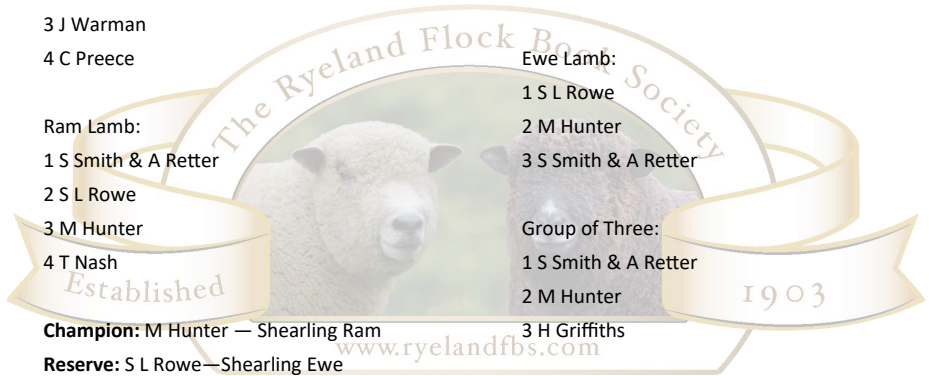 3 J Warman
4 C Preece
Ram Lamb:
1 S Smith & A Retter
2 S L Rowe
3 M Hunter
4 T Nash
Champion: M Hunter — Shearling Ram
Reserve: S L Rowe—Shearling Ewe
Ewe Lamb:
1 S L Rowe
2 M Hunter
3 S Smith & A Retter
Group of Three:
1 S Smith & A Retter
2 M Hunter
3 H Griffiths
The Ryeland Flock Book Society
Established
1903
www.ryelandfbs.com